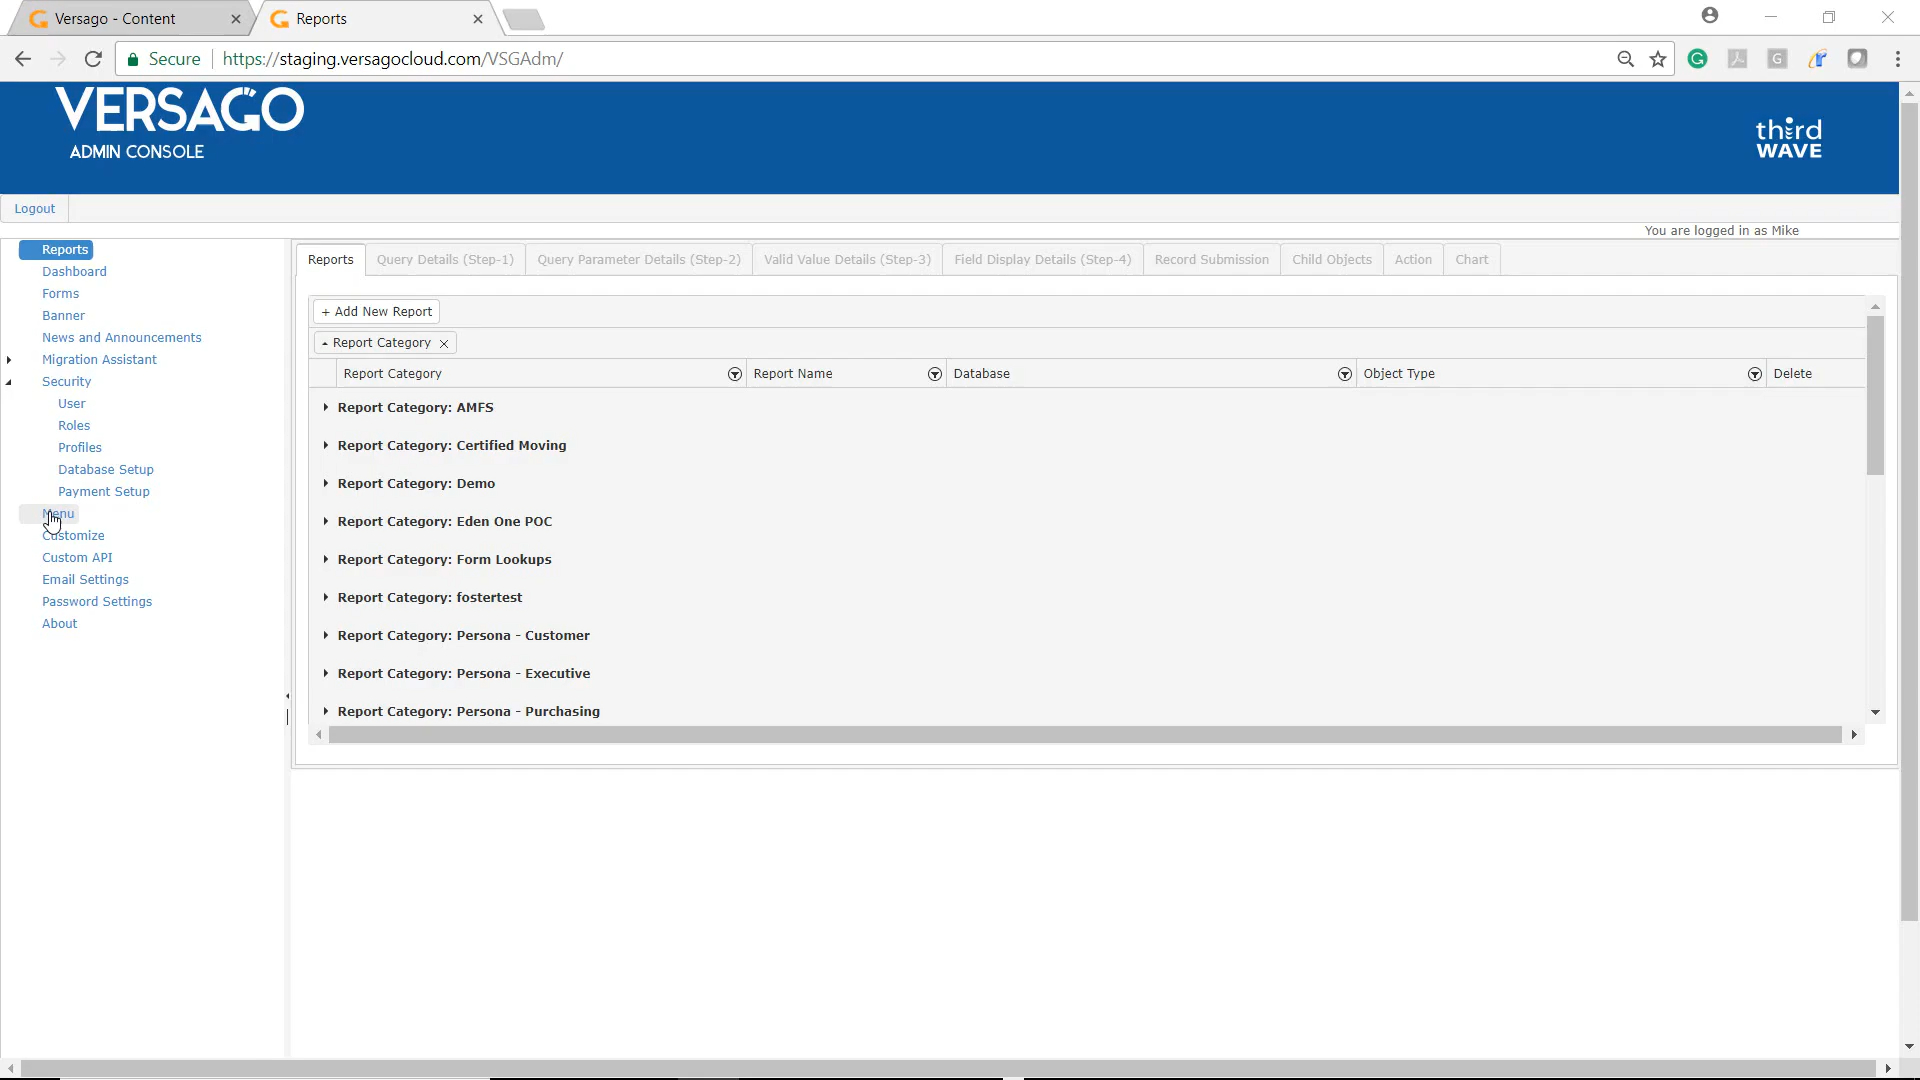 Versago - Content
Reports
Secure
https://staging.versagocloud.com/VSGAdm/
VERSAGO
ADMIN CONSOLE
third
WAVE
Logout
You are logged in as Mike
Reports
Dashboard
Forms
Banner
News and Announcements
Migration Assistant
Security
User
Roles
Profiles
Database Setup
Payment Setup
Menu
Customize
Custom API
Email Settings
Password Settings
About
Reports Query Details (Step-1) Query Parameter Details (Step-2) Valid Value Details (Step-3) Field Display Details (Step-4) Record Submission Child Objects Action Chart
+ Add New Report
Report Category
Report Category Report Name Database Object Type Delete
Report Category: AMFS
Report Category: Certified Moving
Report Category: Demo
Report Category: Eden One POC
Report Category: Form Lookups
Report Category: fostertest
Report Category: Persona - Customer
Report Category: Persona - Executive
Report Category: Persona - Purchasing